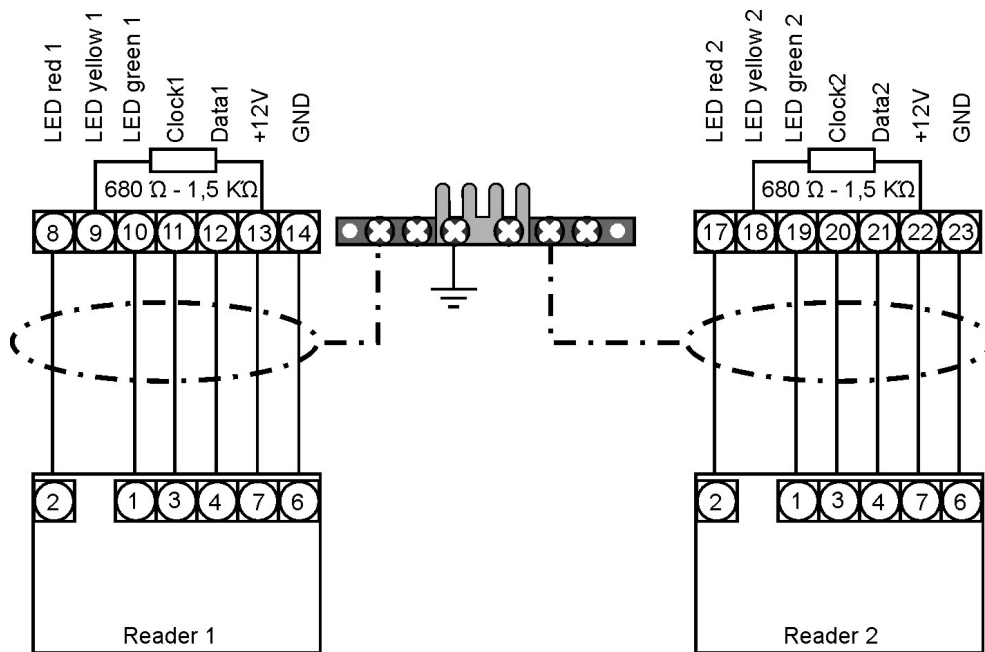 LED red 1
LED yellow 1
LED green 1
Clock1
Data1
+12V
GND
680 Ώ - 1,5 KΏ
8 9 10 11 12 13 14
2 1 3 4 7 6
Reader 1
LED red 2
LED yellow 2
LED green 2
Clock2
Data2
+12V
GND
680 Ώ - 1,5 KΏ
17 18 19 20 21 22 23
2 1 3 4 7 6
Reader 2